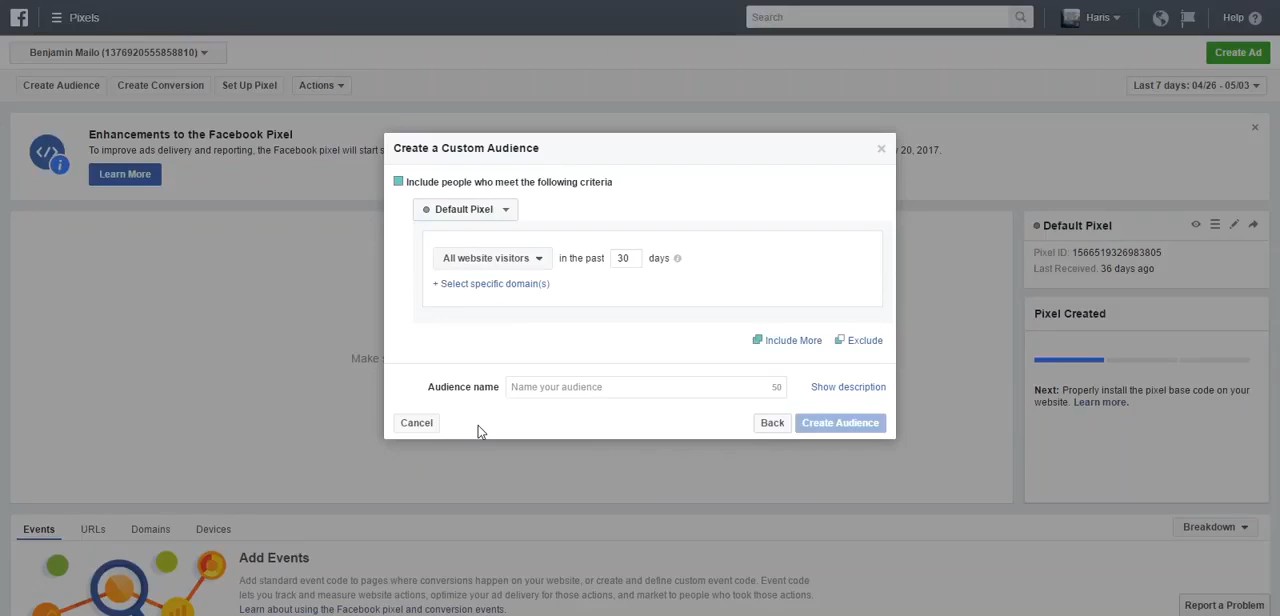 f Pixels Search Haris Help ?
Benjamin Mailo (1376920555858810) Create Ad
Create Audience Create Conversion Set Up Pixel Actions Last 7 days: 04/26 - 05/03
Enhancements to the Facebook Pixel
To improve ads delivery and reporting, the Facebook pixel will start y 20, 2017.
Learn More
Create a Custom Audience
Include people who meet the following criteria
Default Pixel
All website visitors in the past 30 days
+ Select specific domain(s)
Include More Exclude
Audience name Name your audience 50 Show description
Cancel Back Create Audience
Make
Default Pixel
Pixel ID: 1566519326983805
Last Received: 36 days ago
Pixel Created
Next: Properly install the pixel base code on your
website. Learn more.
Events URLs Domains Devices Breakdown
Add Events
Add standard event code to pages where conversions happen on your website, or create and define custom event code. Event code
lets you track and measure website actions, optimize your ad delivery for those actions, and market to people who took those actions.
Learn about using the Facebook pixel and conversion events.
Report a Problem